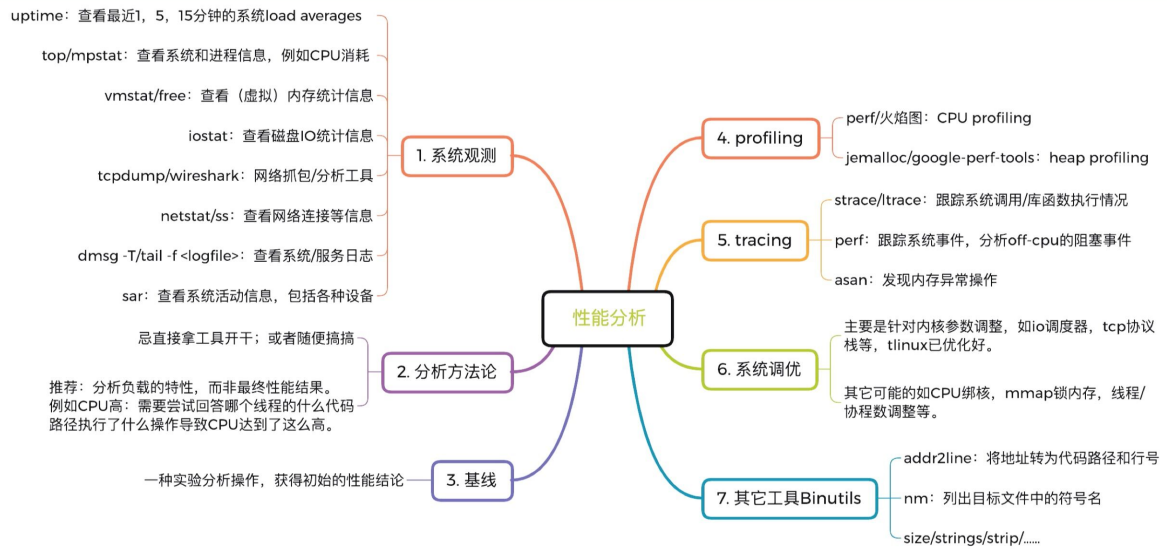 uptime：查看最近1，5，15分钟的系统load averages
top/mpstat：查看系统和进程信息，例如CPU消耗
vmstat/free：查看（虚拟）内存统计信息
iostat：查看磁盘IO统计信息
tcpdump/wireshark：网络抓包/分析工具
netstat/ss：查看网络连接等信息
dmsg -T/tail -f <logfile>：查看系统/服务日志
sar：查看系统活动信息，包括各种设备
1. 系统观测
忌直接拿工具开干；或者随便搞搞
推荐：分析负载的特性，而非最终性能结果。
例如CPU高：需要尝试回答哪个线程的什么代码
路径执行了什么操作导致CPU达到了这么高。
2. 分析方法论
一种实验分析操作，获得初始的性能结论
3. 基线
性能分析
4. profiling
perf/火焰图：CPU profiling
jemalloc/google-perf-tools：heap profiling
5. tracing
strace/ltrace：跟踪系统调用/库函数执行情况
perf：跟踪系统事件，分析off-cpu的阻塞事件
asan：发现内存异常操作
6. 系统调优
主要是针对内核参数调整，如io调度器，tcp协议
栈等，tlinux已优化好。
其它可能的如CPU绑核，mmap锁内存，线程/
协程数调整等。
7. 其它工具Binutils
addr2line：将地址转为代码路径和行号
nm：列出目标文件中的符号名
size/strings/strip/……